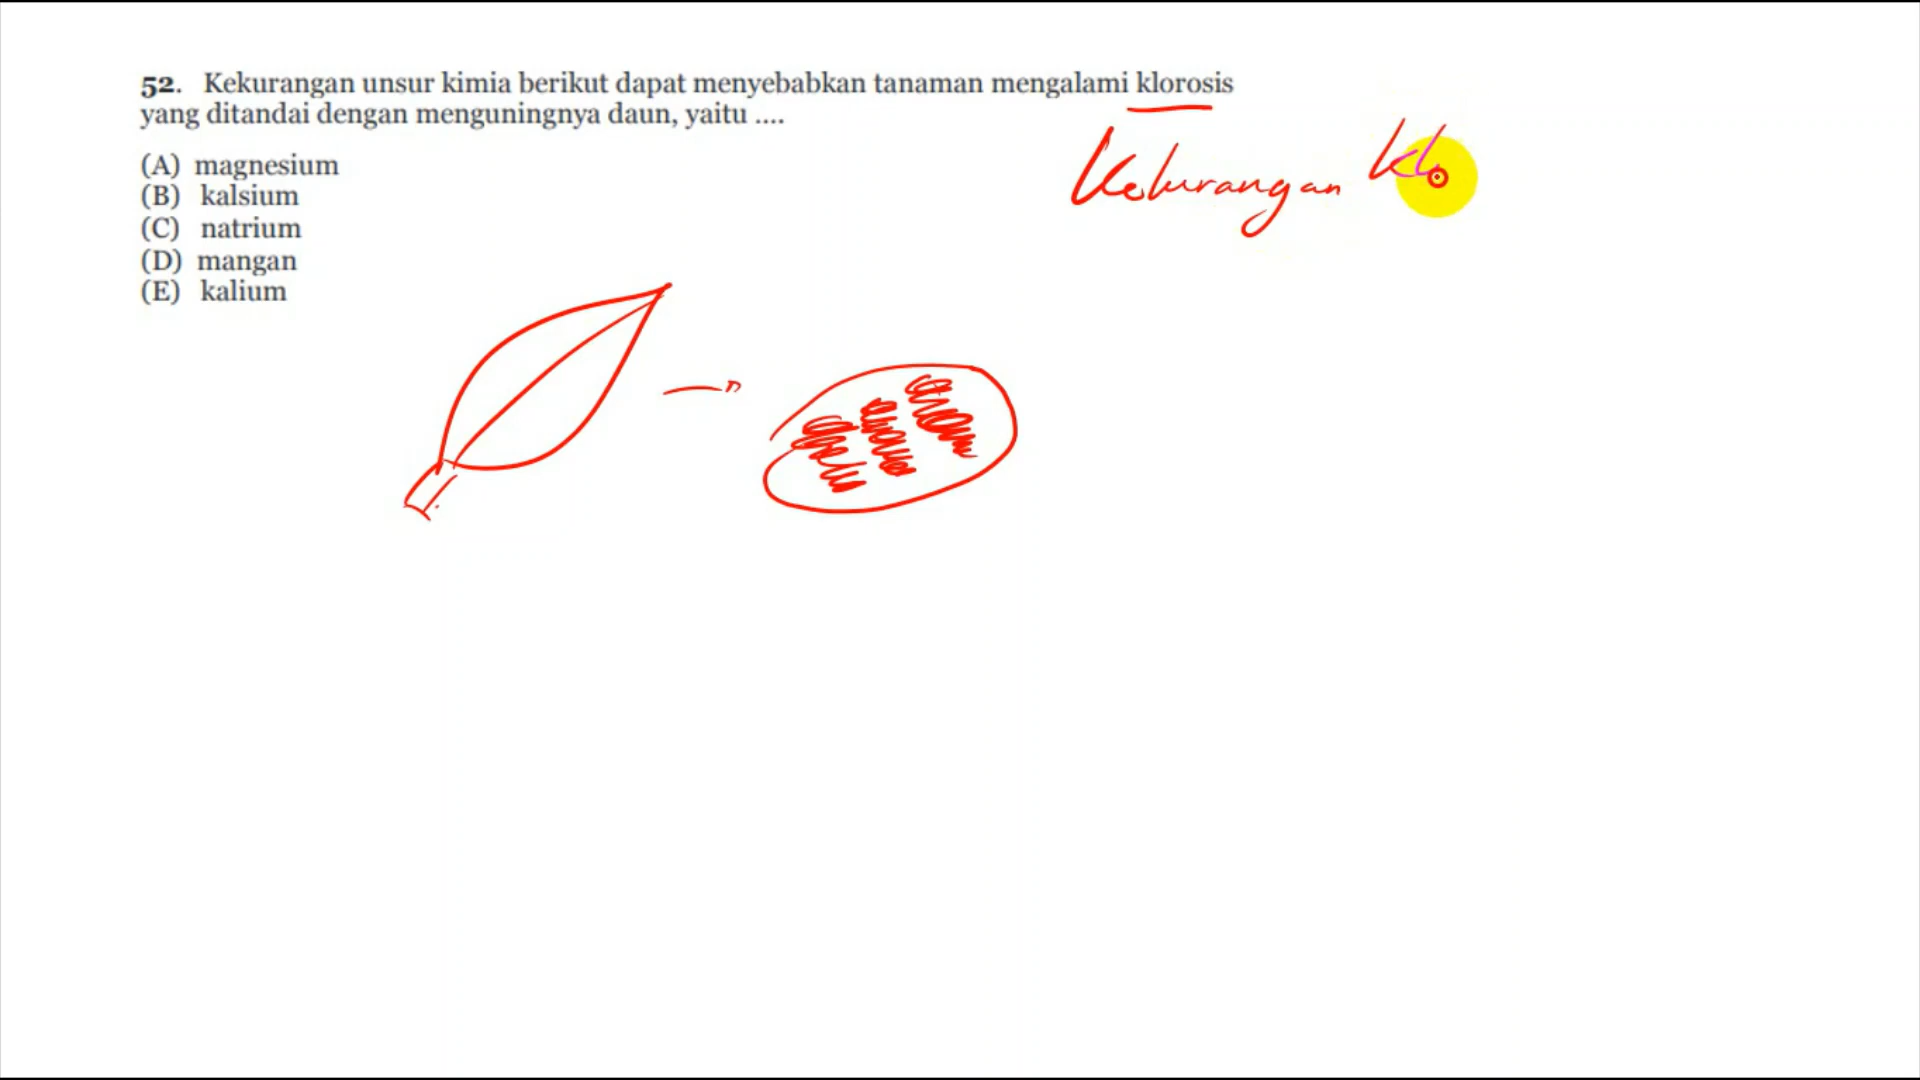 52. Kekurangan unsur kimia berikut dapat menyebabkan tanaman mengalami klorosis
yang ditandai dengan menguningnya daun, yaitu ....
(A) magnesium
(B) kalsium
(C) natrium
(D) mangan
(E) kalium
Kekurangan klo